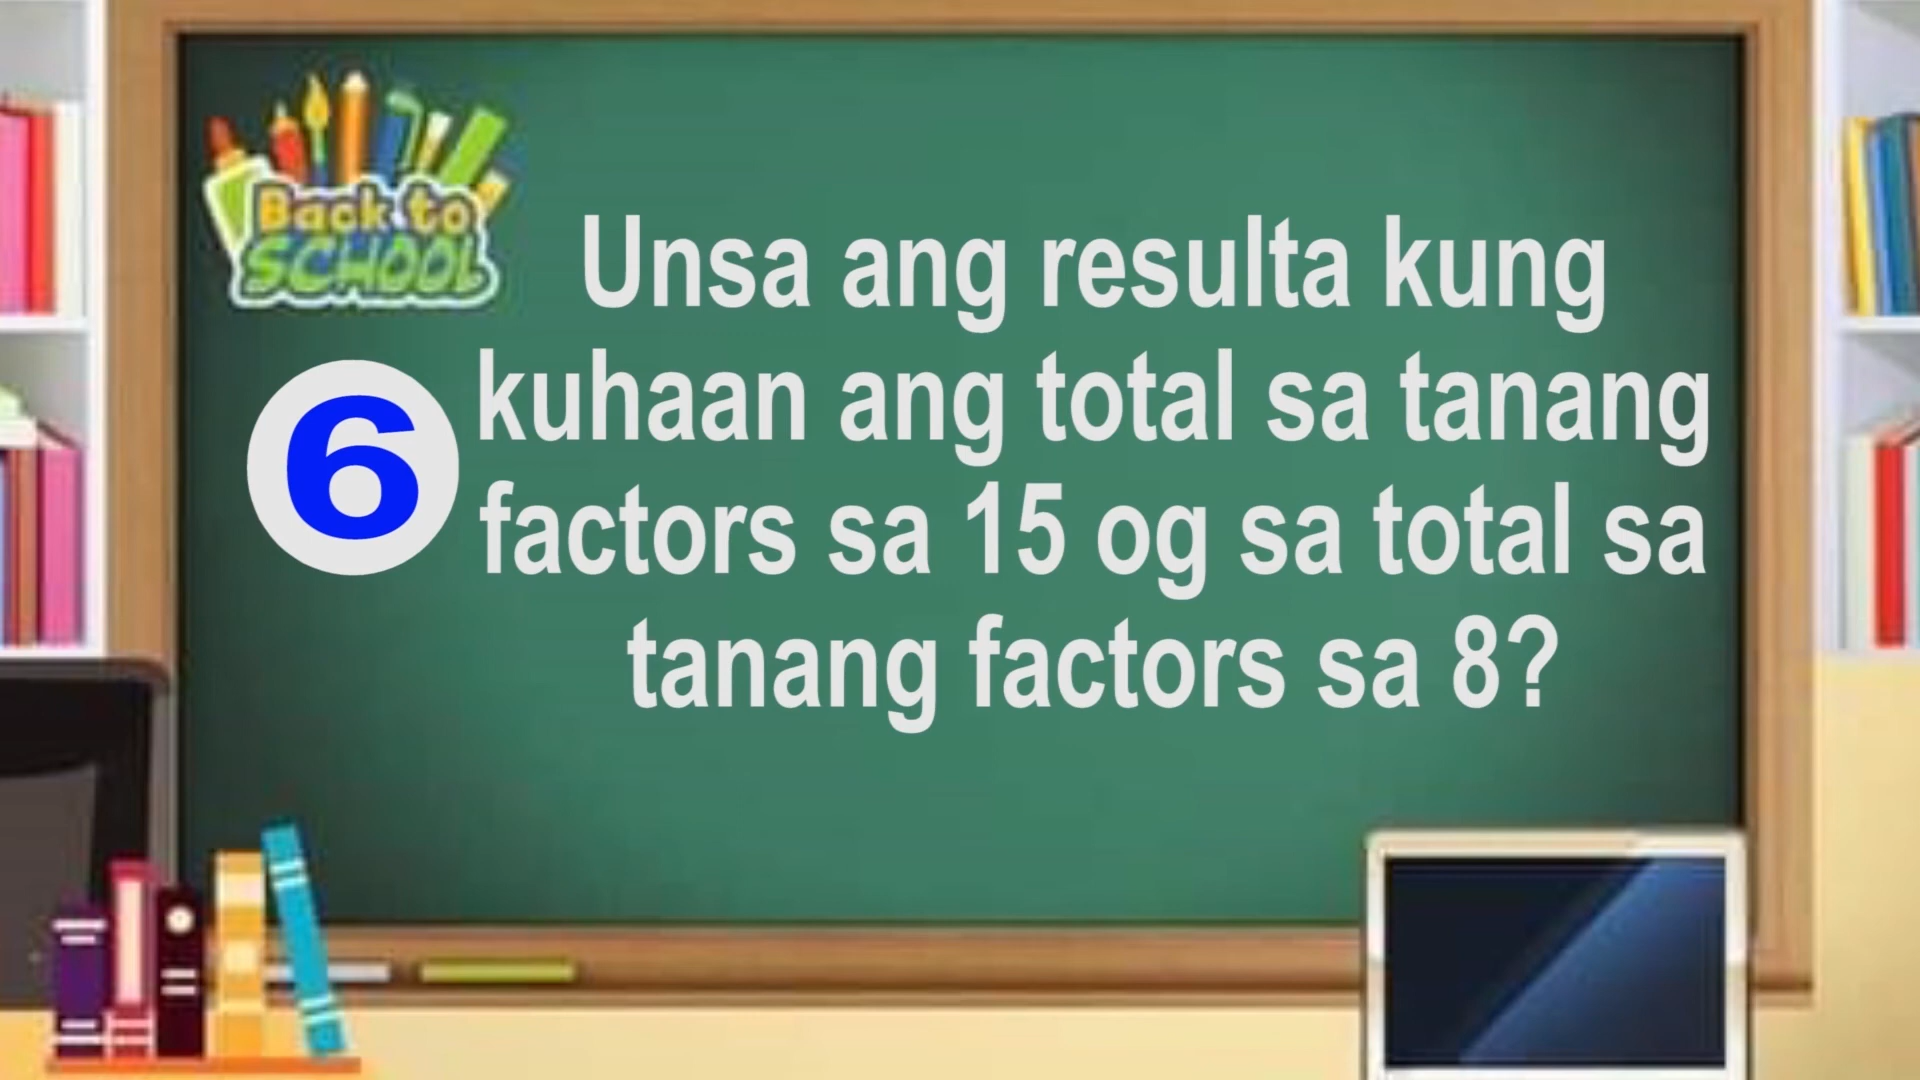 Back to
SCHOOL
Unsa ang resulta kung
kuhaan ang total sa tanang
6
factors sa 15 og sa total sa
tanang factors sa 8?